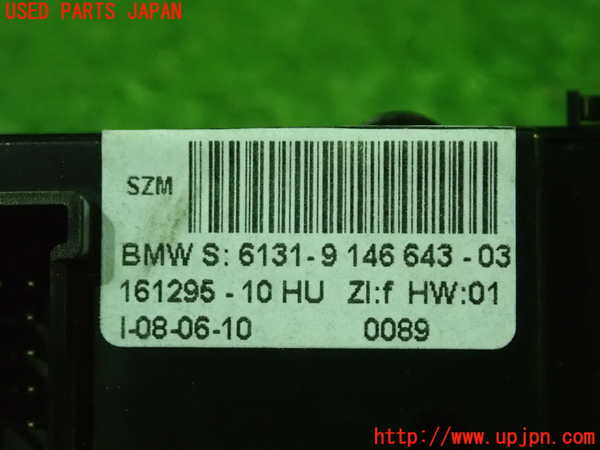 USED PARTS JAPAN
SZM
BMW S: 6131-9 146 643 - 03
161295 - 10 HU ZI:f HW:01
I-08-06-10 0089
www.upjpn.com